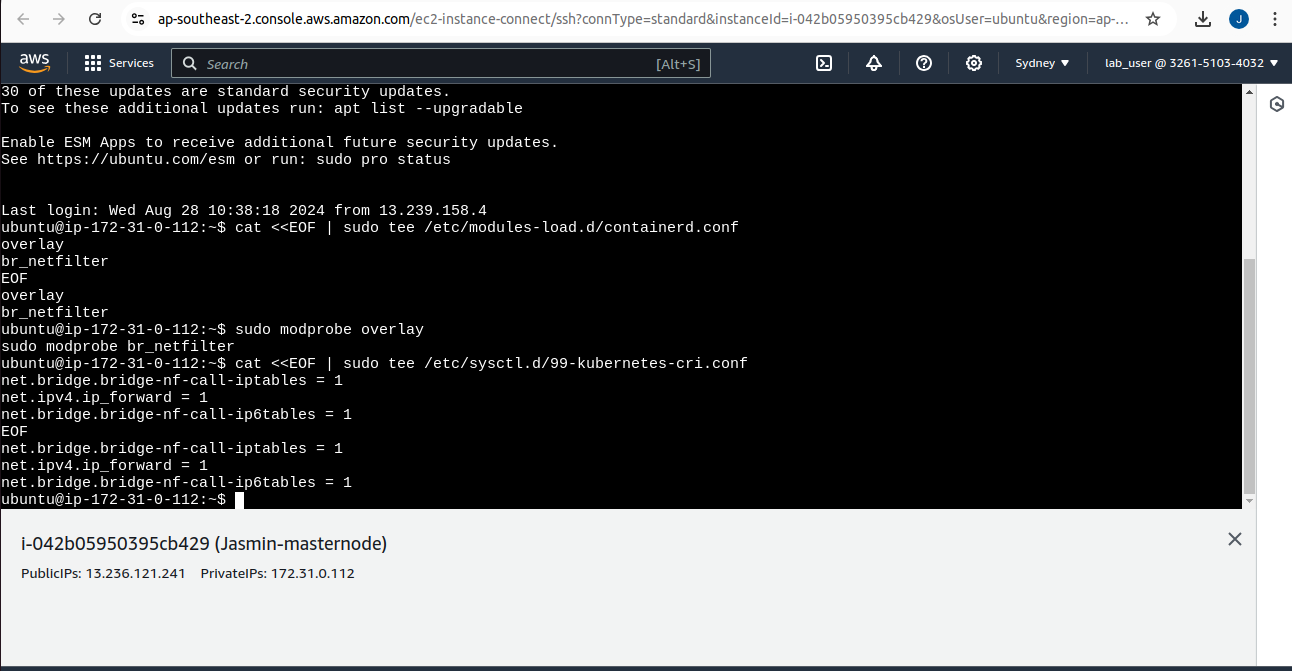 ap-southeast-2.console.aws.amazon.com/ec2-instance-connect/ssh?connType=standard&instanceId=i-042b05950395cb429&osUser=ubuntu&region=ap-...
J
aws
Services
Search
[Alt+S]
Sydney
lab_user @ 3261-5103-4032
30 of these updates are standard security updates.
To see these additional updates run: apt list --upgradable
Enable ESM Apps to receive additional future security updates.
See https://ubuntu.com/esm or run: sudo pro status
Last login: Wed Aug 28 10:38:18 2024 from 13.239.158.4
ubuntu@ip-172-31-0-112:~$ cat <<EOF | sudo tee /etc/modules-load.d/containerd.conf
overlay
br_netfilter
EOF
overlay
br_netfilter
ubuntu@ip-172-31-0-112:~$ sudo modprobe overlay
sudo modprobe br_netfilter
ubuntu@ip-172-31-0-112:~$ cat <<EOF | sudo tee /etc/sysctl.d/99-kubernetes-cri.conf
net.bridge.bridge-nf-call-iptables = 1
net.ipv4.ip_forward = 1
net.bridge.bridge-nf-call-ip6tables = 1
EOF
net.bridge.bridge-nf-call-iptables = 1
net.ipv4.ip_forward = 1
net.bridge.bridge-nf-call-ip6tables = 1
ubuntu@ip-172-31-0-112:~$
i-042b05950395cb429 (Jasmin-masternode)
PublicIPs: 13.236.121.241 PrivateIPs: 172.31.0.112